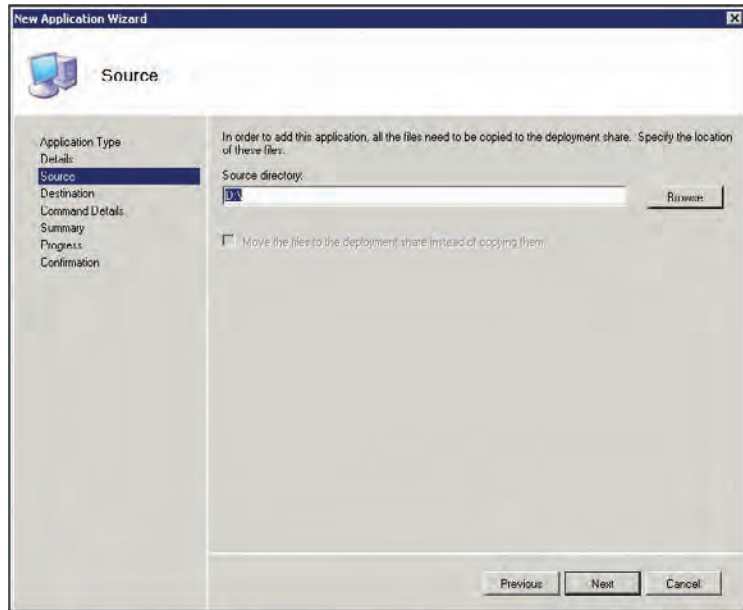 New Application Wizard
Source
Application Type
Details
Source
Destination
Command Details
Summary
Progress
Confirmation
In order to add this application, all the files need to be copied to the deployment share. Specify the location
of these files.
Source directory:
D:\
Browse
Move the files to the deployment share instead of copying them.
Previous
Next
Cancel